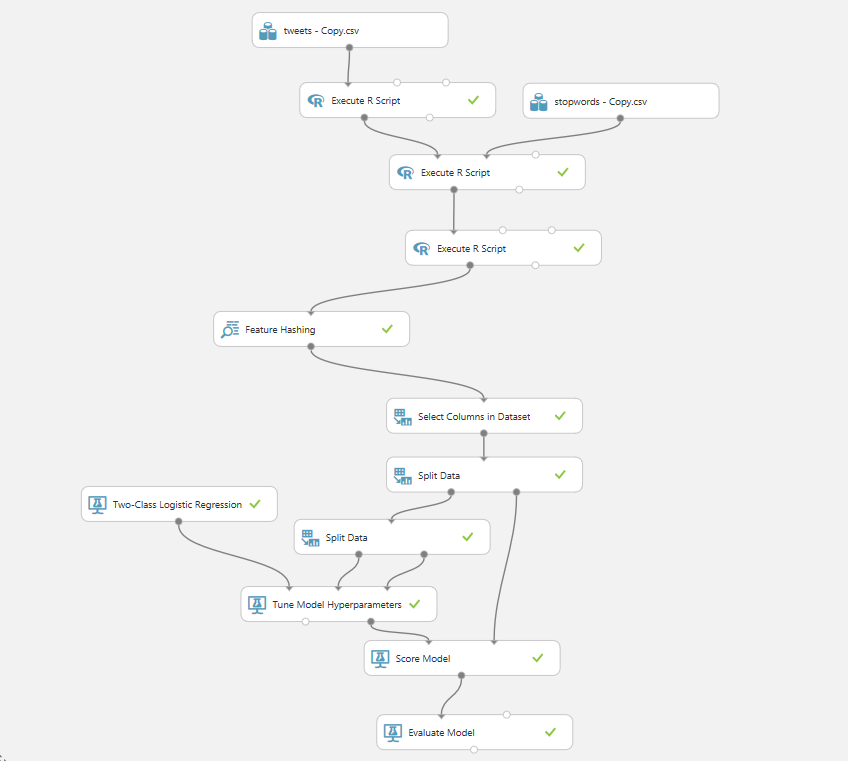 tweets - Copy.csv
Execute R Script
stopwords - Copy.csv
Execute R Script
Execute R Script
Feature Hashing
Select Columns in Dataset
Split Data
Two-Class Logistic Regression
Split Data
Tune Model Hyperparameters
Score Model
Evaluate Model